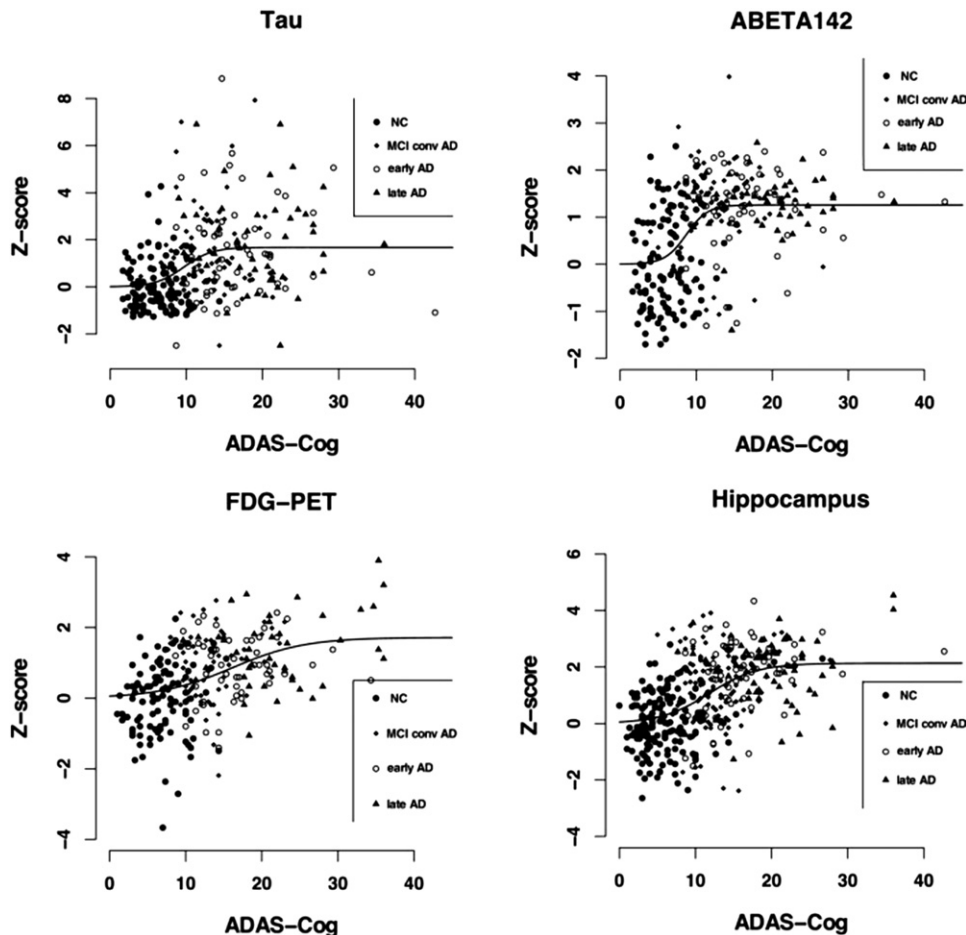 Tau
Z-score
8
6
4
2
0
-2
NC
MCI conv AD
early AD
late AD
0 10 20 30 40
ADAS-Cog
ABETA142
Z-score
4
3
2
1
0
-1
-2
NC
MCI conv AD
early AD
late AD
0 10 20 30 40
ADAS-Cog
FDG-PET
Z-score
4
2
0
-2
-4
NC
MCI conv AD
early AD
late AD
0 10 20 30 40
ADAS-Cog
Hippocampus
Z-score
6
4
2
0
-2
-4
NC
MCI conv AD
early AD
late AD
0 10 20 30 40
ADAS-Cog